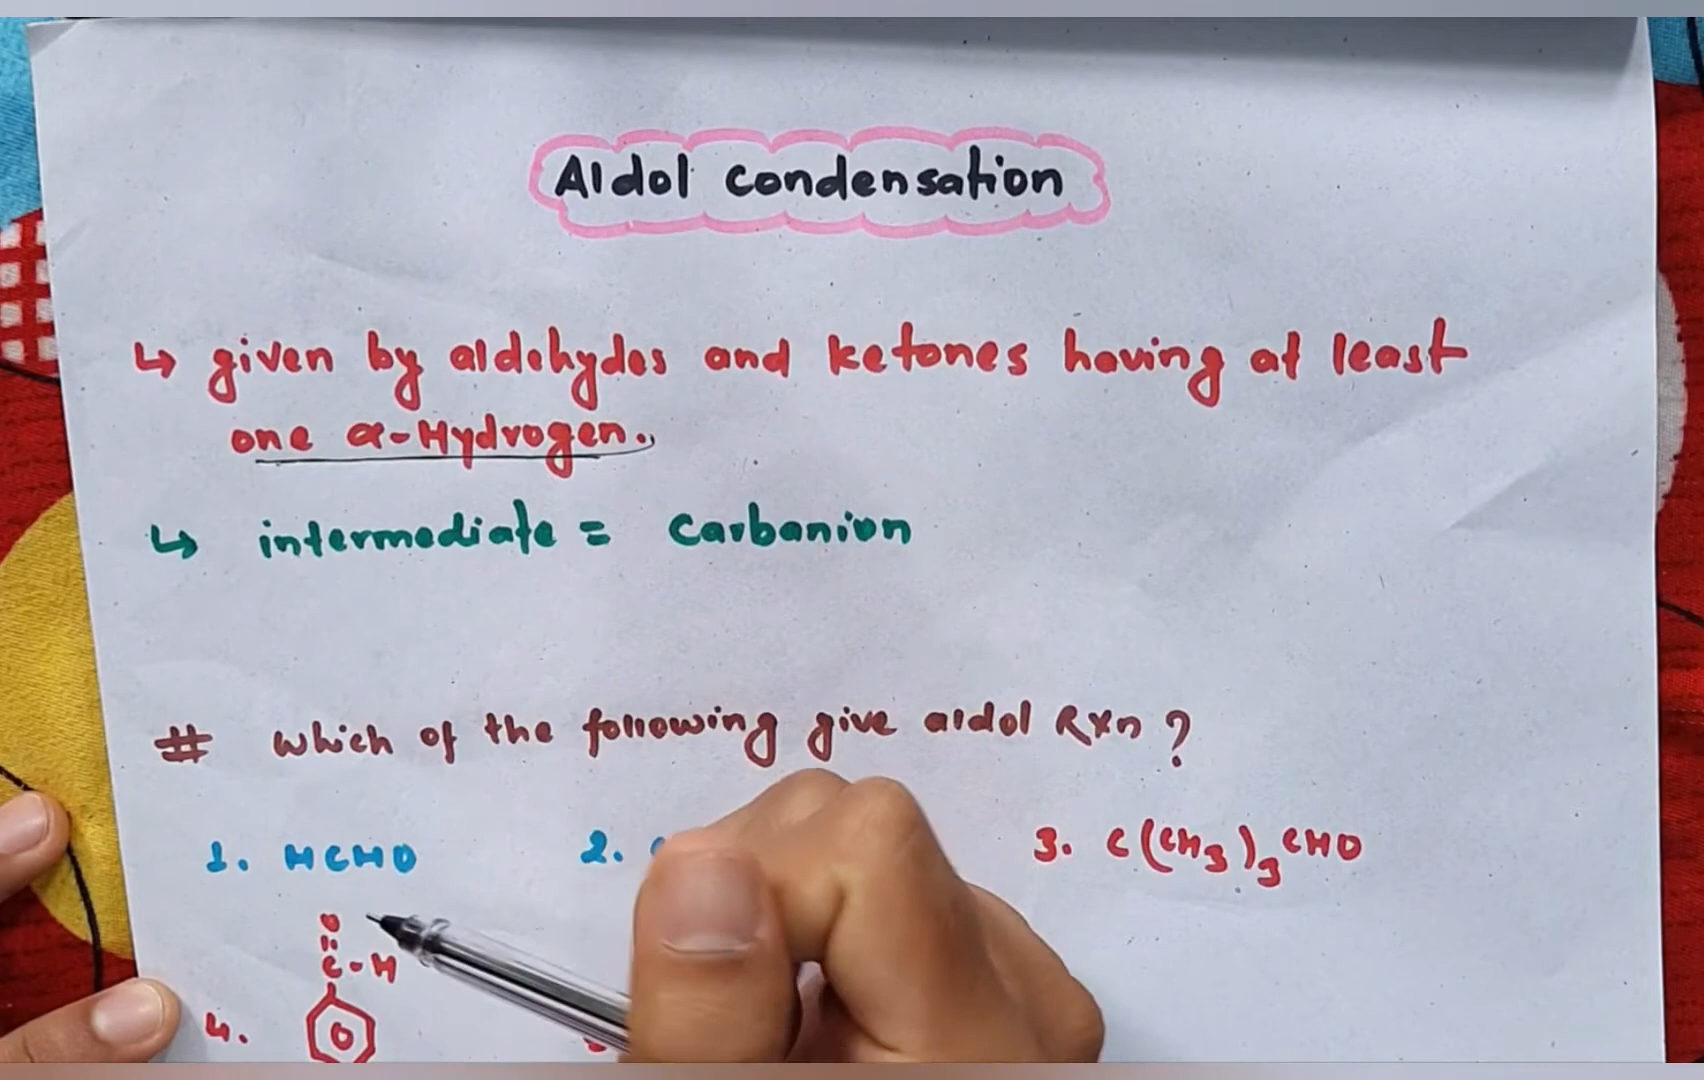 Aldol condensation
↳ given by aldehydes and ketones having at least
one α-Hydrogen.
↳ intermediate = Carbanion
# which of the following give aldol Rxn ?
1. HCHO 2. 3. C(CH3)3CHO
O
C-H
4.